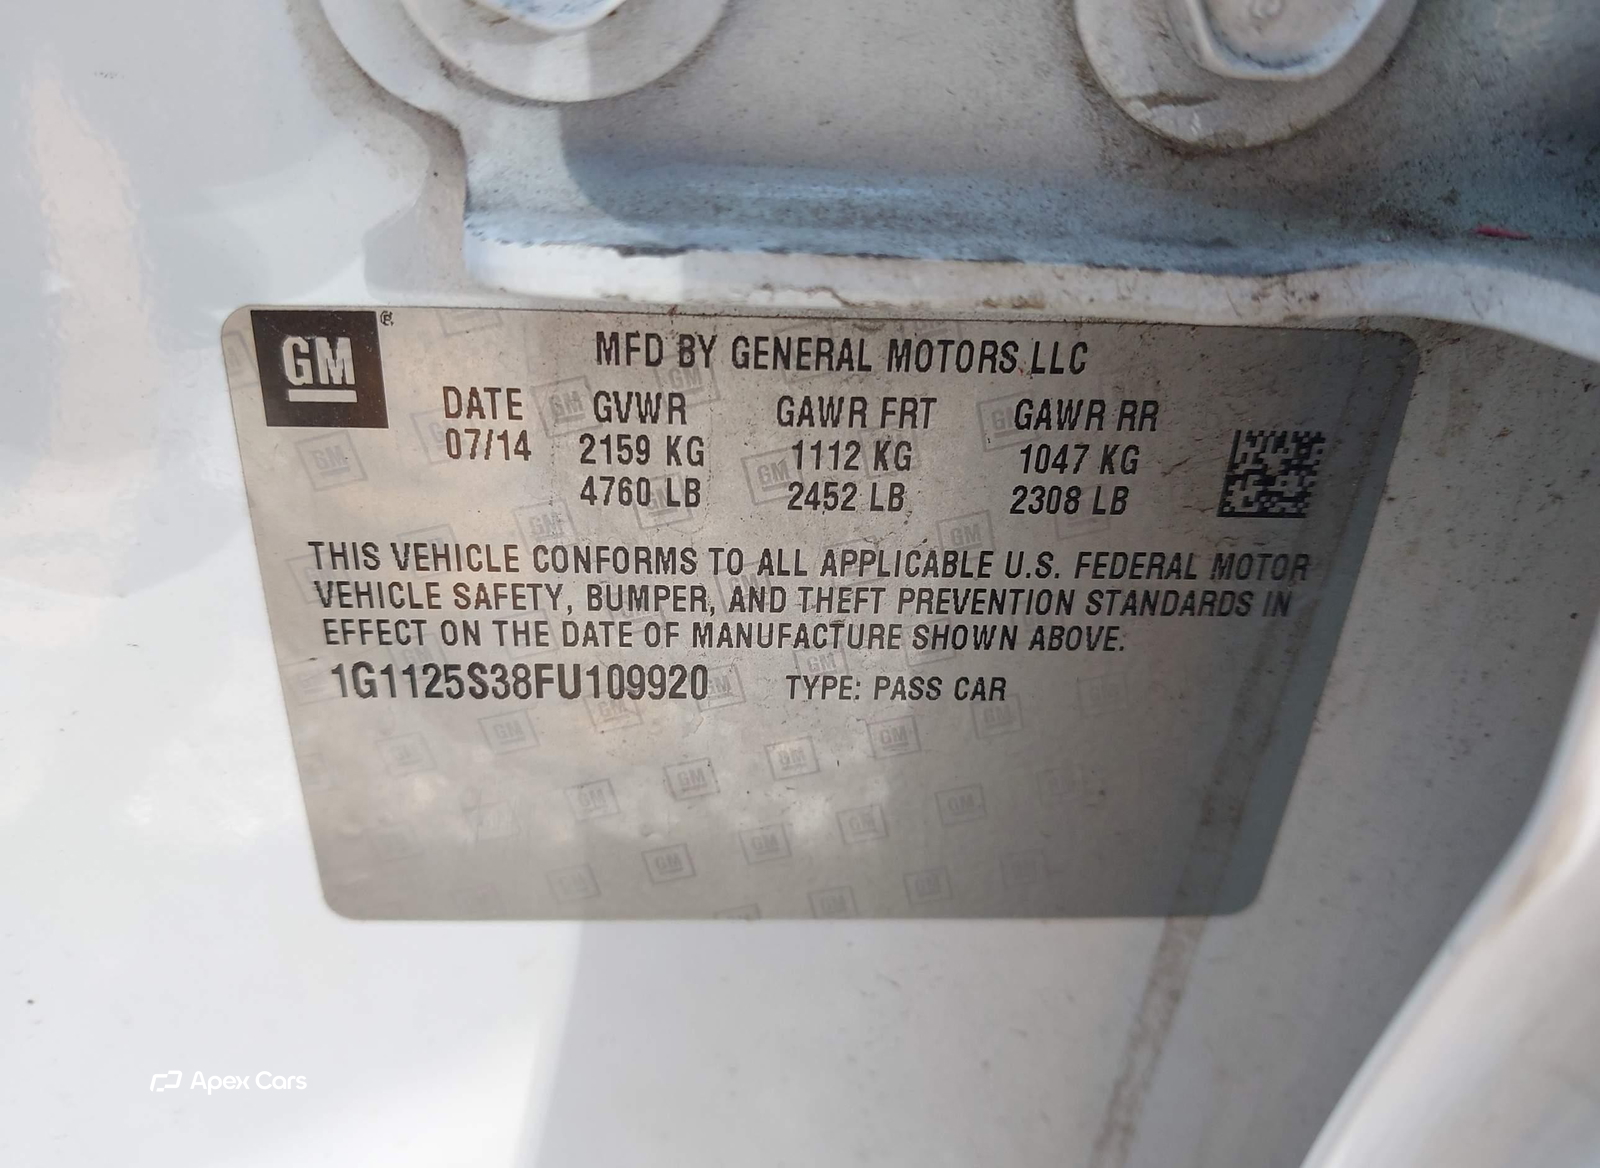 GM
MFD BY GENERAL MOTORS LLC
DATE GVWR GAWR FRT GAWR RR
07/14 2159 KG 1112 KG 1047 KG
4760 LB 2452 LB 2308 LB
THIS VEHICLE CONFORMS TO ALL APPLICABLE U.S. FEDERAL MOTOR
VEHICLE SAFETY, BUMPER, AND THEFT PREVENTION STANDARDS IN
EFFECT ON THE DATE OF MANUFACTURE SHOWN ABOVE.
1G1125S38FU109920 TYPE: PASS CAR
Apex Cars